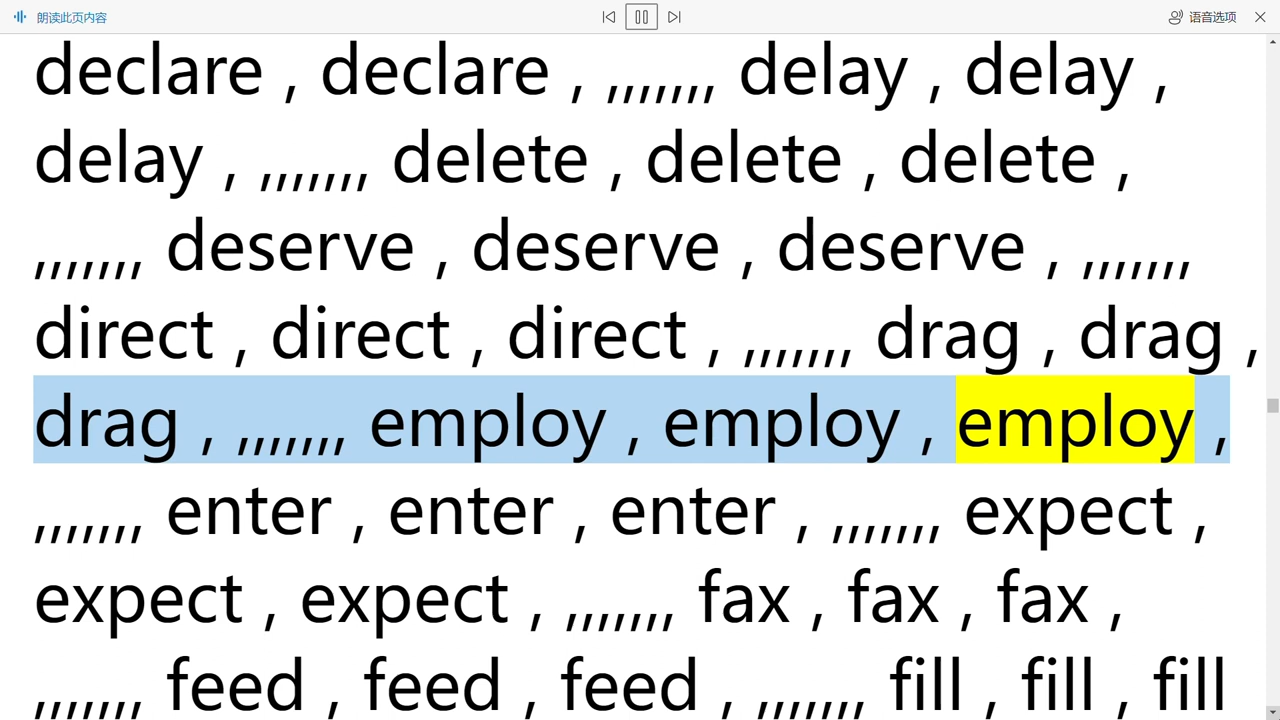 朗读此页内容
语音选项
declare , declare , ,,,,,,, delay , delay ,
delay , ,,,,,,, delete , delete , delete ,
,,,,,,, deserve , deserve , deserve , ,,,,,,,
direct , direct , direct , ,,,,,,, drag , drag ,
drag , ,,,,,,, employ , employ , employ ,
,,,,,,, enter , enter , enter , ,,,,,,, expect ,
expect , expect , ,,,,,,, fax , fax , fax ,
,,,,,,, feed , feed , feed , ,,,,,,, fill , fill , fill